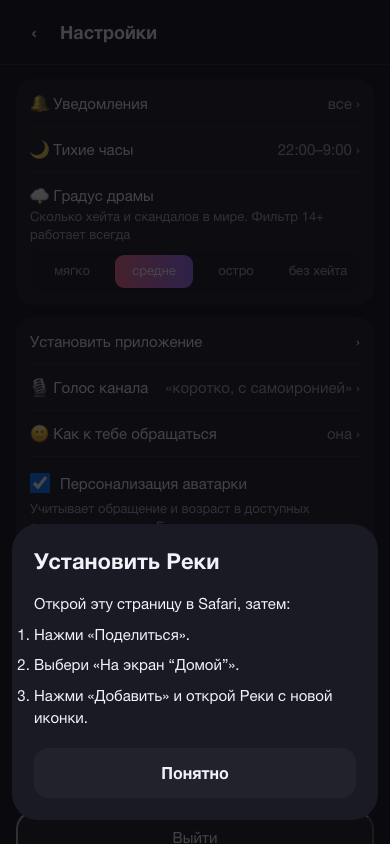 ‹ Настройки
🔔 Уведомления все ›
🌙 Тихие часы 22:00–9:00 ›
🌩 Градус драмы
Сколько хейта и скандалов в мире. Фильтр 14+
работает всегда
мягко средне остро без хейта
Установить приложение ›
🎙 Голос канала «коротко, с самоиронией» ›
🙂 Как к тебе обращаться она ›
Персонализация аватарки
Учитывает обращение и возраст в доступных
Установить Реки
Открой эту страницу в Safari, затем:
1. Нажми «Поделиться».
2. Выбери «На экран “Домой”».
3. Нажми «Добавить» и открой Реки с новой
иконки.
Понятно
Выйти